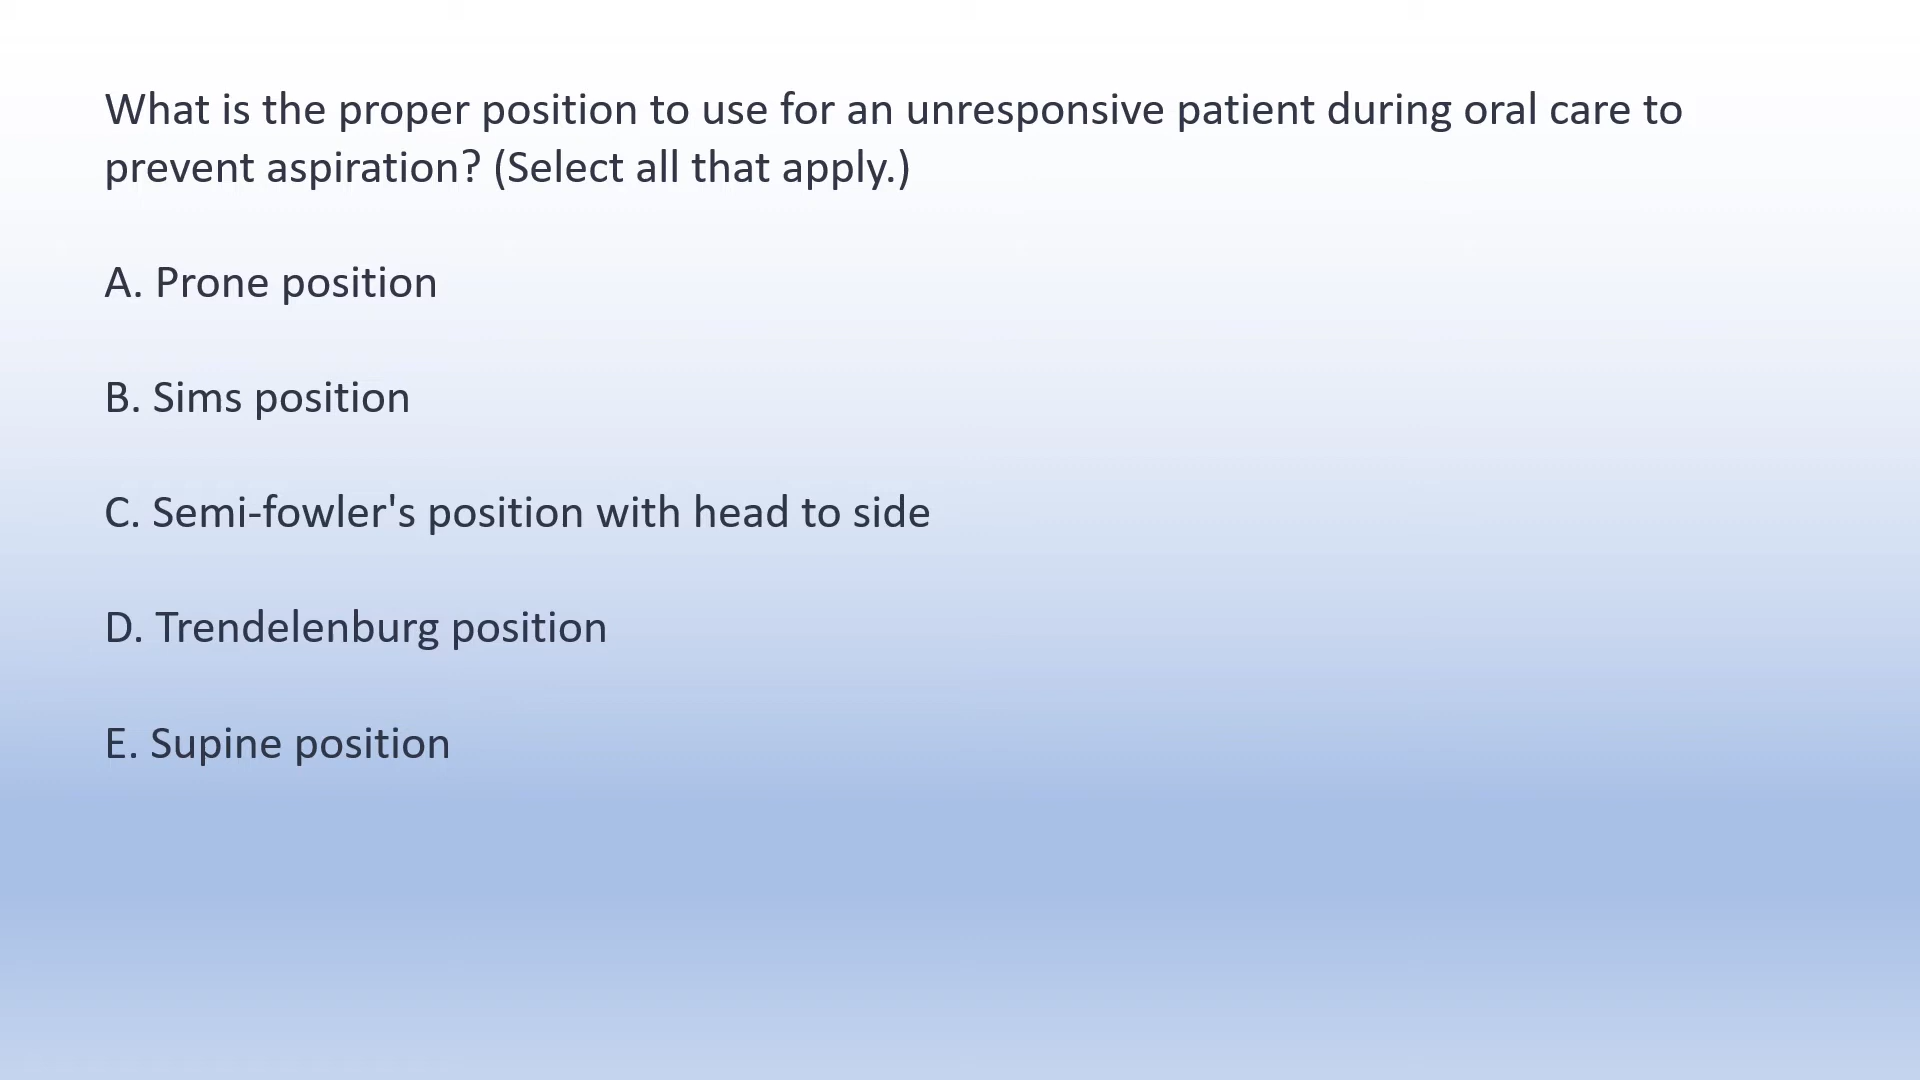 What is the proper position to use for an unresponsive patient during oral care to
prevent aspiration? (Select all that apply.)
A. Prone position
B. Sims position
C. Semi-fowler's position with head to side
D. Trendelenburg position
E. Supine position